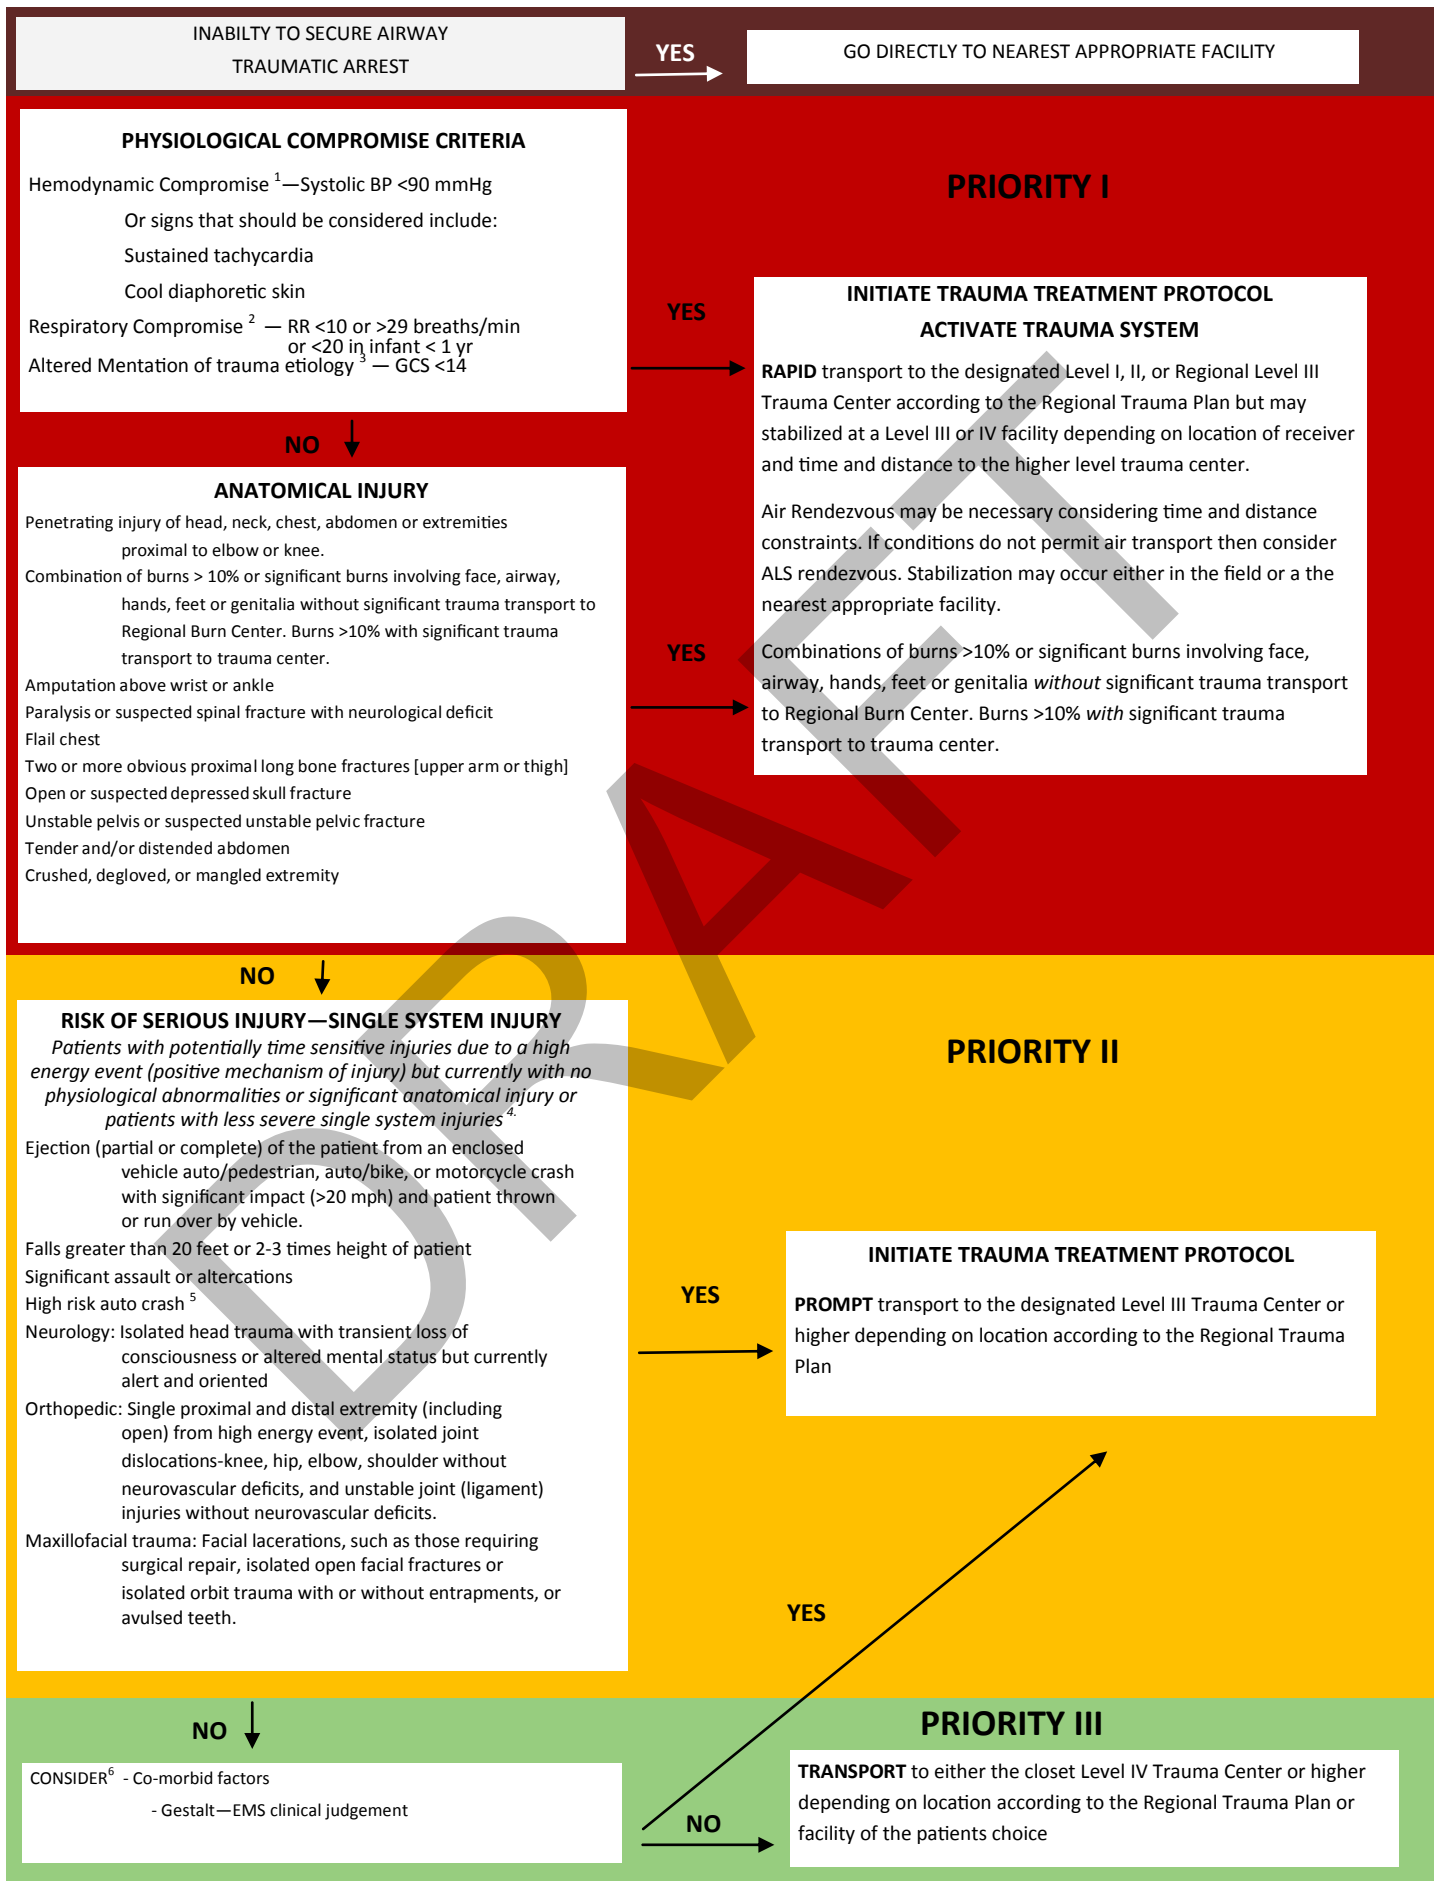 INABILTY TO SECURE AIRWAY
TRAUMATIC ARREST
YES
GO DIRECTLY TO NEAREST APPROPRIATE FACILITY
PHYSIOLOGICAL COMPROMISE CRITERIA
Hemodynamic Compromise 1—Systolic BP <90 mmHg
Or signs that should be considered include:
Sustained tachycardia
Cool diaphoretic skin
Respiratory Compromise 2 — RR <10 or >29 breaths/min
or <20 in infant < 1 yr
Altered Mentation of trauma etiology 3 — GCS <14
PRIORITY I
YES
INITIATE TRAUMA TREATMENT PROTOCOL
ACTIVATE TRAUMA SYSTEM
RAPID transport to the designated Level I, II, or Regional Level III
Trauma Center according to the Regional Trauma Plan but may
stabilized at a Level III or IV facility depending on location of receiver
and time and distance to the higher level trauma center.
Air Rendezvous may be necessary considering time and distance
constraints. If conditions do not permit air transport then consider
ALS rendezvous. Stabilization may occur either in the field or a the
nearest appropriate facility.
Combinations of burns >10% or significant burns involving face,
airway, hands, feet or genitalia without significant trauma transport
to Regional Burn Center. Burns >10% with significant trauma
transport to trauma center.
NO
ANATOMICAL INJURY
Penetrating injury of head, neck, chest, abdomen or extremities
proximal to elbow or knee.
Combination of burns > 10% or significant burns involving face, airway,
hands, feet or genitalia without significant trauma transport to
Regional Burn Center. Burns >10% with significant trauma
transport to trauma center.
Amputation above wrist or ankle
Paralysis or suspected spinal fracture with neurological deficit
Flail chest
Two or more obvious proximal long bone fractures [upper arm or thigh]
Open or suspected depressed skull fracture
Unstable pelvis or suspected unstable pelvic fracture
Tender and/or distended abdomen
Crushed, degloved, or mangled extremity
YES
NO
RISK OF SERIOUS INJURY—SINGLE SYSTEM INJURY
Patients with potentially time sensitive injuries due to a high
energy event (positive mechanism of injury) but currently with no
physiological abnormalities or significant anatomical injury or
patients with less severe single system injuries 4.
Ejection (partial or complete) of the patient from an enclosed
vehicle auto/pedestrian, auto/bike, or motorcycle crash
with significant impact (>20 mph) and patient thrown
or run over by vehicle.
Falls greater than 20 feet or 2-3 times height of patient
Significant assault or altercations
High risk auto crash 5
Neurology: Isolated head trauma with transient loss of
consciousness or altered mental status but currently
alert and oriented
Orthopedic: Single proximal and distal extremity (including
open) from high energy event, isolated joint
dislocations-knee, hip, elbow, shoulder without
neurovascular deficits, and unstable joint (ligament)
injuries without neurovascular deficits.
Maxillofacial trauma: Facial lacerations, such as those requiring
surgical repair, isolated open facial fractures or
isolated orbit trauma with or without entrapments, or
avulsed teeth.
PRIORITY II
YES
INITIATE TRAUMA TREATMENT PROTOCOL
PROMPT transport to the designated Level III Trauma Center or
higher depending on location according to the Regional Trauma
Plan
YES
NO
CONSIDER6 - Co-morbid factors
- Gestalt—EMS clinical judgement
NO
PRIORITY III
TRANSPORT to either the closet Level IV Trauma Center or higher
depending on location according to the Regional Trauma Plan or
facility of the patients choice
DRAFT